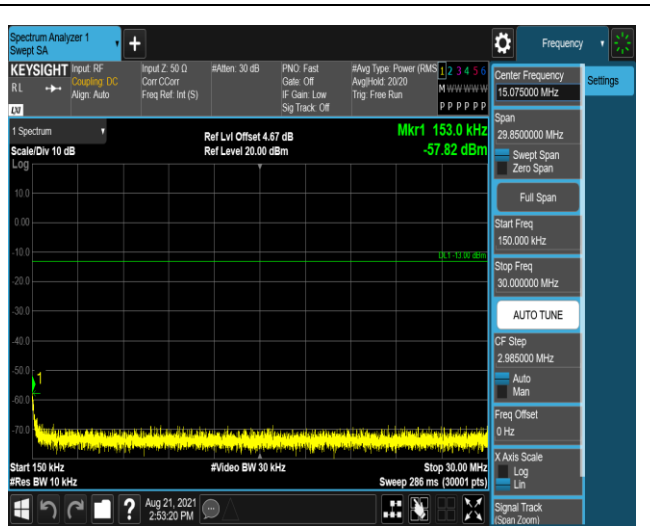 Spectrum Analyzer 1
Swept SA
+
Frequency
KEYSIGHT
RL
LXI
Input: RF
Coupling: DC
Align: Auto
Input Z: 50 Ω
Corr CCorr
Freq Ref: Int (S)
#Atten: 30 dB
PNO: Fast
Gate: Off
IF Gain: Low
Sig Track: Off
#Avg Type: Power (RMS
Avg|Hold: 20/20
Trig: Free Run
1 2 3 4 5 6
M W W W W W
P P P P P P
1 Spectrum
Scale/Div 10 dB
Log
Ref Lvl Offset 4.67 dB
Ref Level 20.00 dBm
Mkr1 153.0 kHz
-57.82 dBm
10.0
0.00
-10.0
DL1 -13.00 dBm
-20.0
-30.0
-40.0
-50.0
1
-60.0
-70.0
Start 150 kHz
#Res BW 10 kHz
#Video BW 30 kHz
Stop 30.00 MHz
Sweep 286 ms (30001 pts)
Center Frequency
15.075000 MHz
Settings
Span
29.8500000 MHz
Swept Span
Zero Span
Full Span
Start Freq
150.000 kHz
Stop Freq
30.000000 MHz
AUTO TUNE
CF Step
2.985000 MHz
Auto
Man
Freq Offset
0 Hz
X Axis Scale
Log
Lin
Signal Track
(Span Zoom)
?
Aug 21, 2021
2:53:20 PM